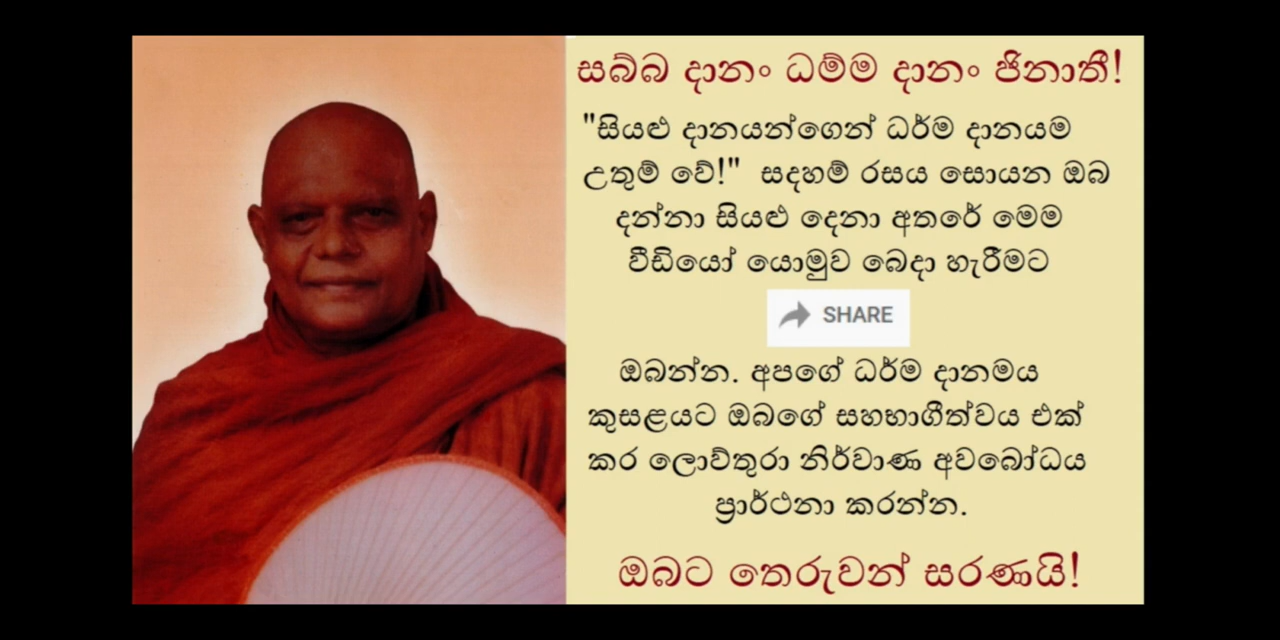 සබ්බ දානං ධම්ම දානං ජිනාතී!
"සියළු දානයන්ගෙන් ධර්ම දානයම
උතුම් වේ!" සදහම් රසය සොයන ඔබ
දන්නා සියළු දෙනා අතරේ මෙම
වීඩියෝ යොමුව බෙදා හැරීමට
SHARE
ඔබන්න. අපගේ ධර්ම දානමය
කුසළයට ඔබගේ සහභාගීත්වය එක්
කර ලොව්තුරා නිර්වාණ අවබෝධය
ප්‍රාර්ථනා කරන්න.
ඔබට තෙරුවන් සරණයි!